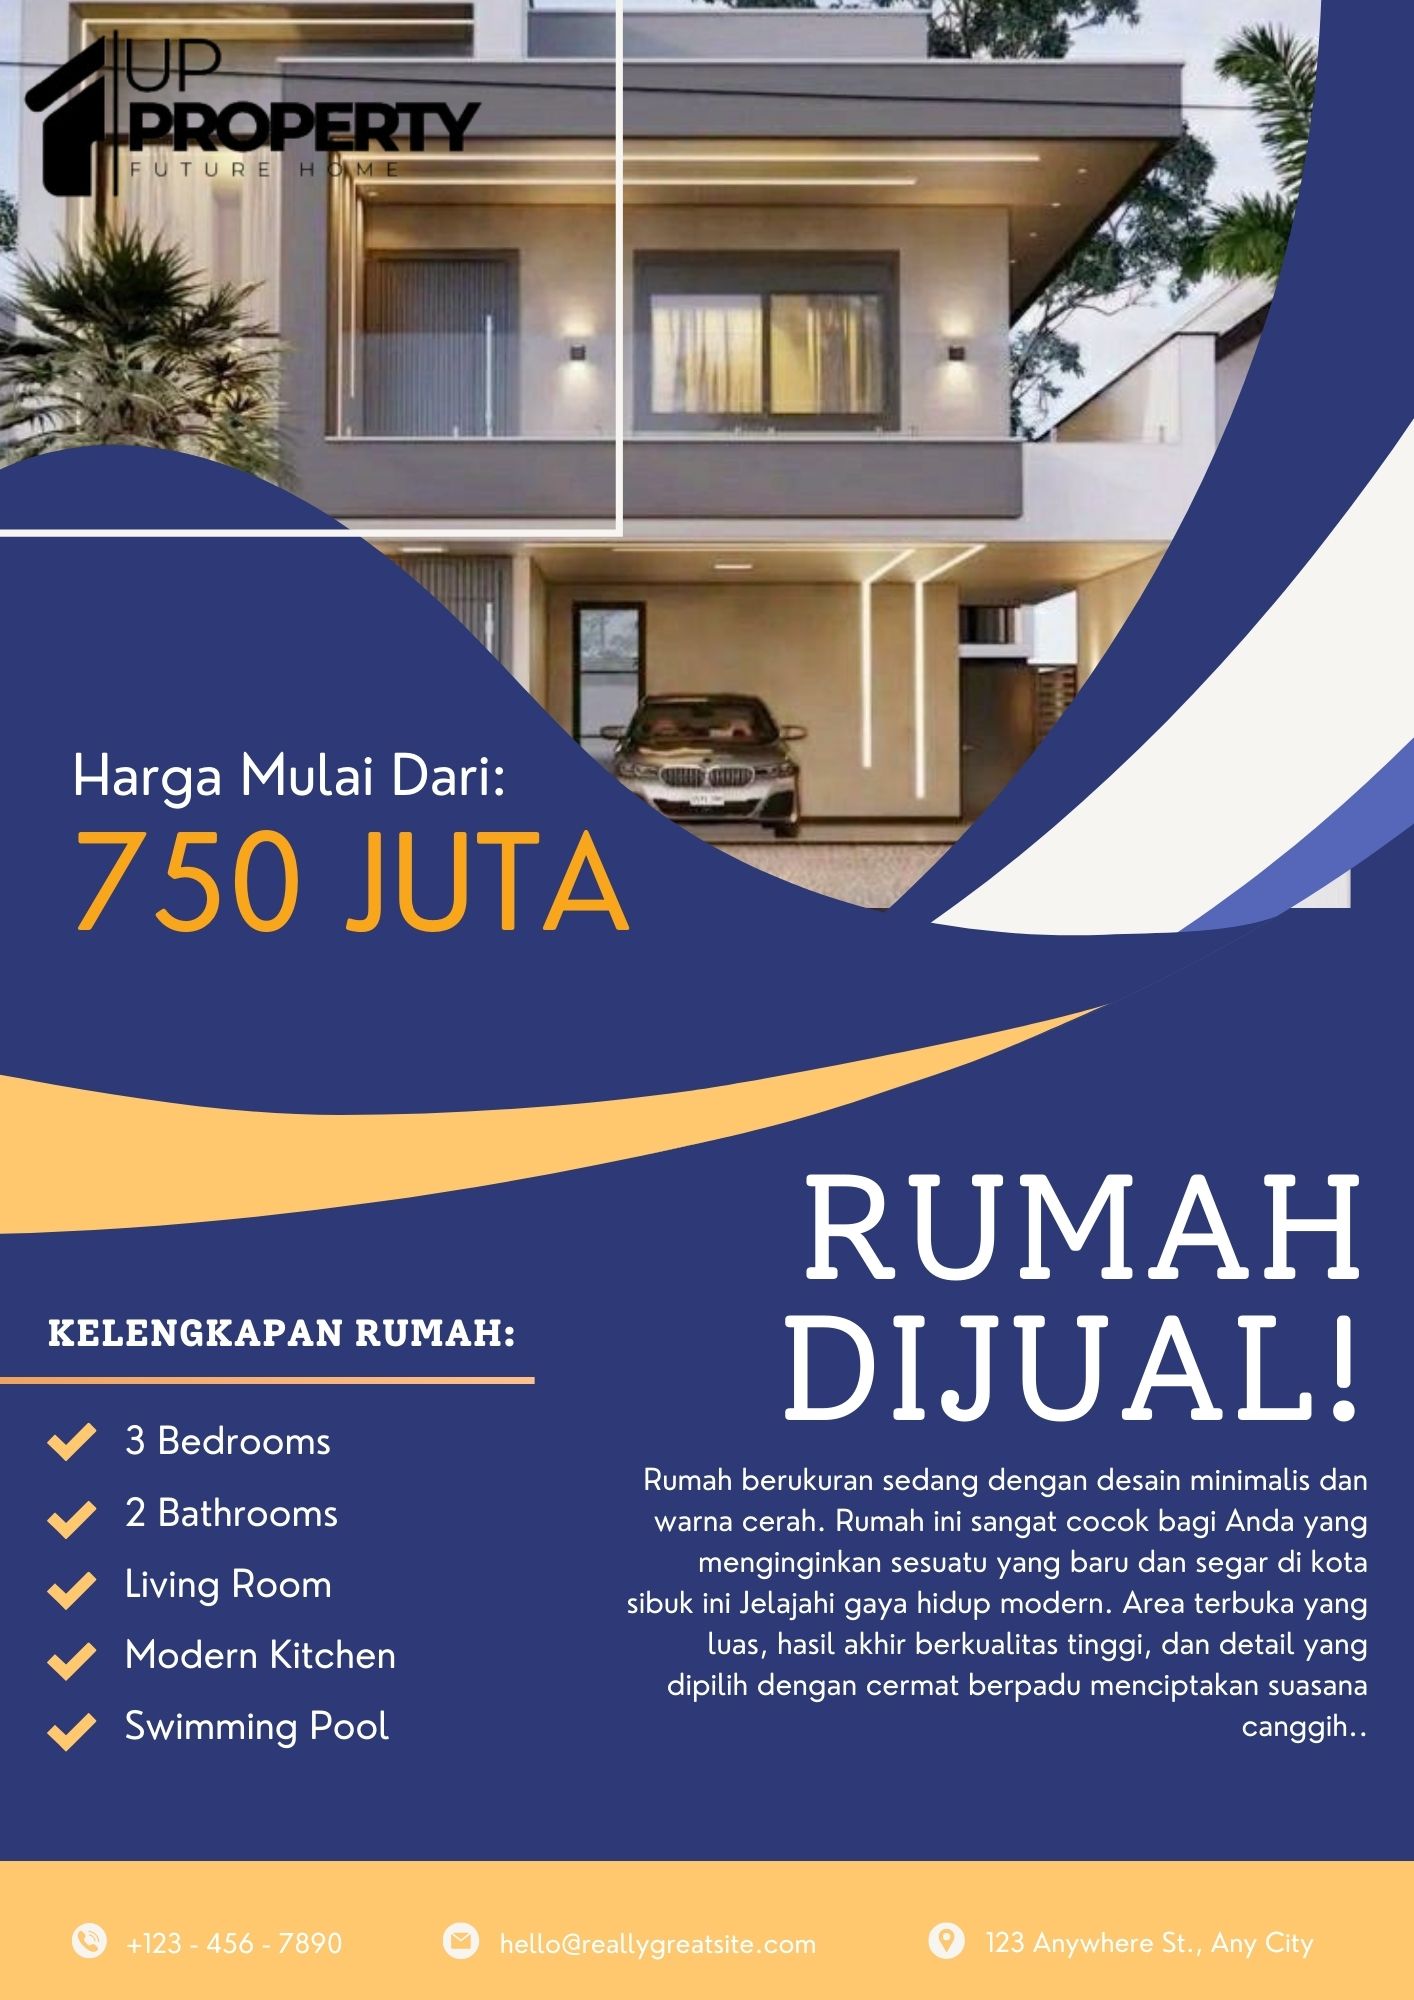 UP
PROPERTY
FUTURE HOME
Harga Mulai Dari:
750 JUTA
RUMAH
DIJUAL!
KELENGKAPAN RUMAH:
3 Bedrooms
2 Bathrooms
Living Room
Modern Kitchen
Swimming Pool
Rumah berukuran sedang dengan desain minimalis dan
warna cerah. Rumah ini sangat cocok bagi Anda yang
menginginkan sesuatu yang baru dan segar di kota
sibuk ini Jelajahi gaya hidup modern. Area terbuka yang
luas, hasil akhir berkualitas tinggi, dan detail yang
dipilih dengan cermat berpadu menciptakan suasana
canggih..
+123 - 456 - 7890
hello@reallygreatsite.com
123 Anywhere St., Any City